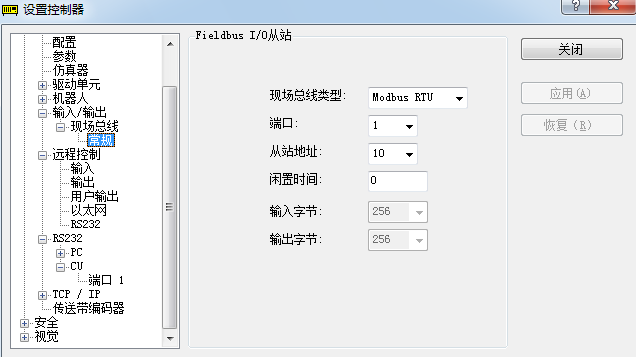 设置控制器
配置
参数
仿真器
驱动单元
机器人
输入/输出
现场总线
常规
远程控制
输入
输出
用户输出
以太网
RS232
RS232
PC
CU
端口 1
TCP / IP
传送带编码器
安全
视觉
Fieldbus I/O从站
现场总线类型: Modbus RTU
端口: 1
从站地址: 10
闲置时间: 0
输入字节: 256
输出字节: 256
关闭
应用(A)
恢复(R)